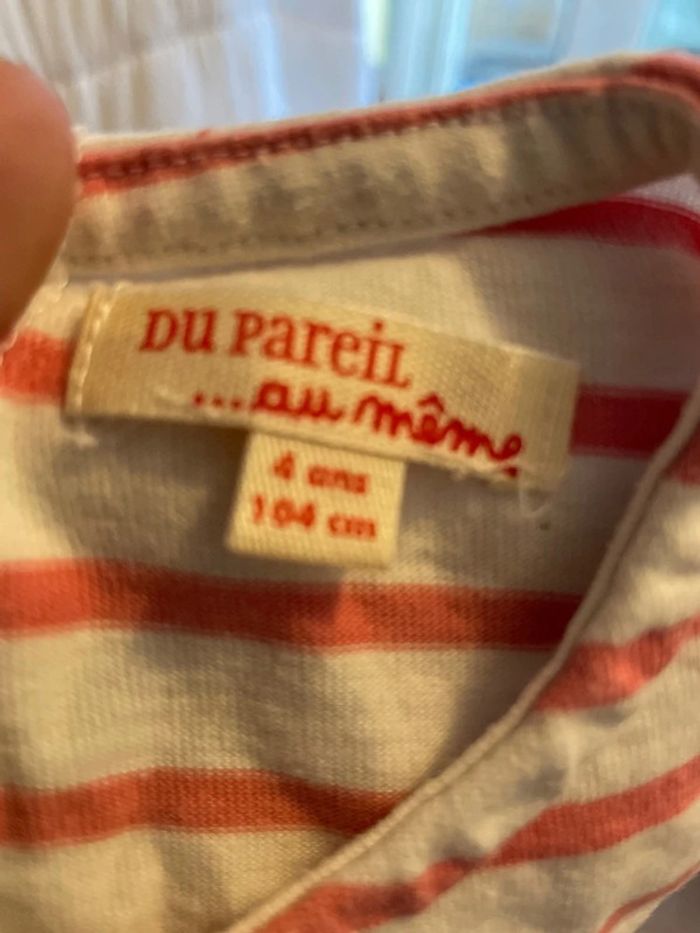 DU PAREIL
...au même
4 ans
104 cm